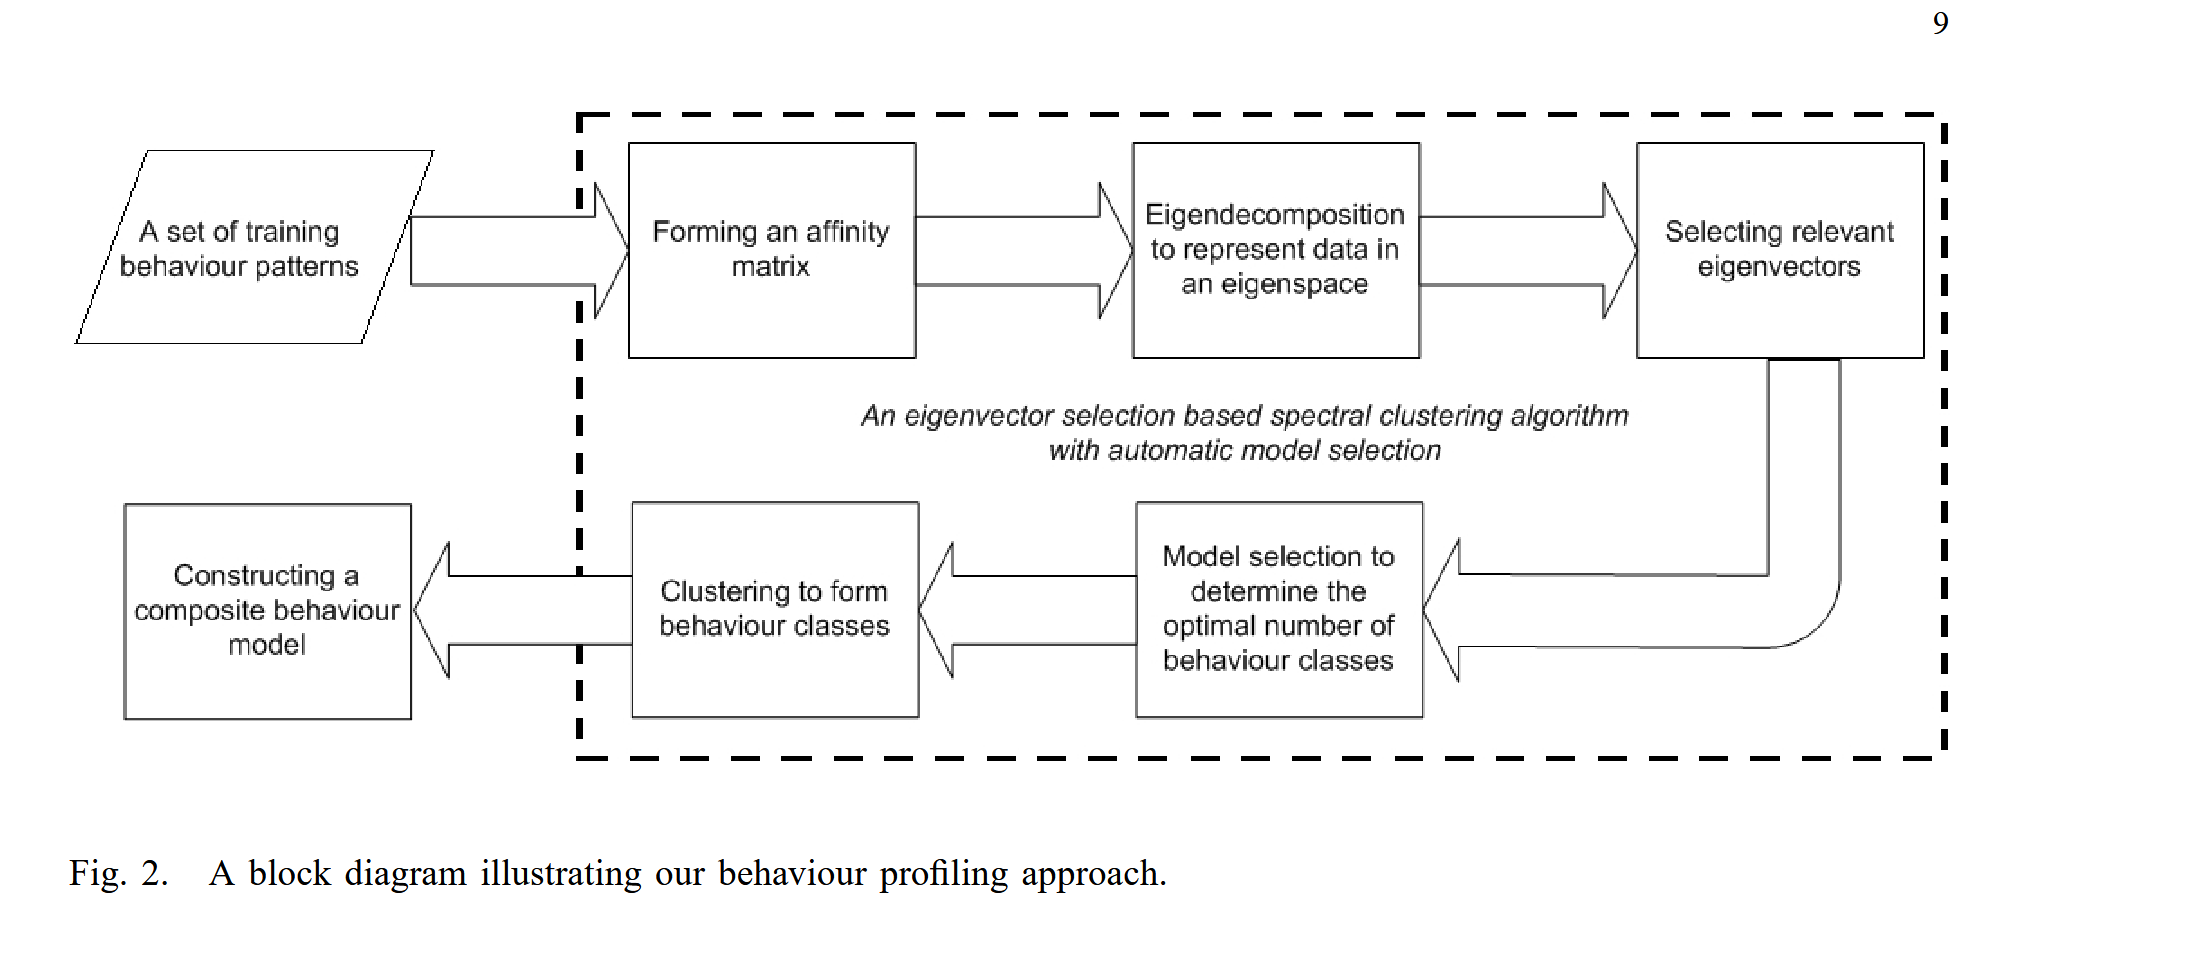 9
A set of training
behaviour patterns
Forming an affinity
matrix
Eigendecomposition
to represent data in
an eigenspace
Selecting relevant
eigenvectors
An eigenvector selection based spectral clustering algorithm
with automatic model selection
Model selection to
determine the
optimal number of
behaviour classes
Clustering to form
behaviour classes
Constructing a
composite behaviour
model
Fig. 2. A block diagram illustrating our behaviour profiling approach.